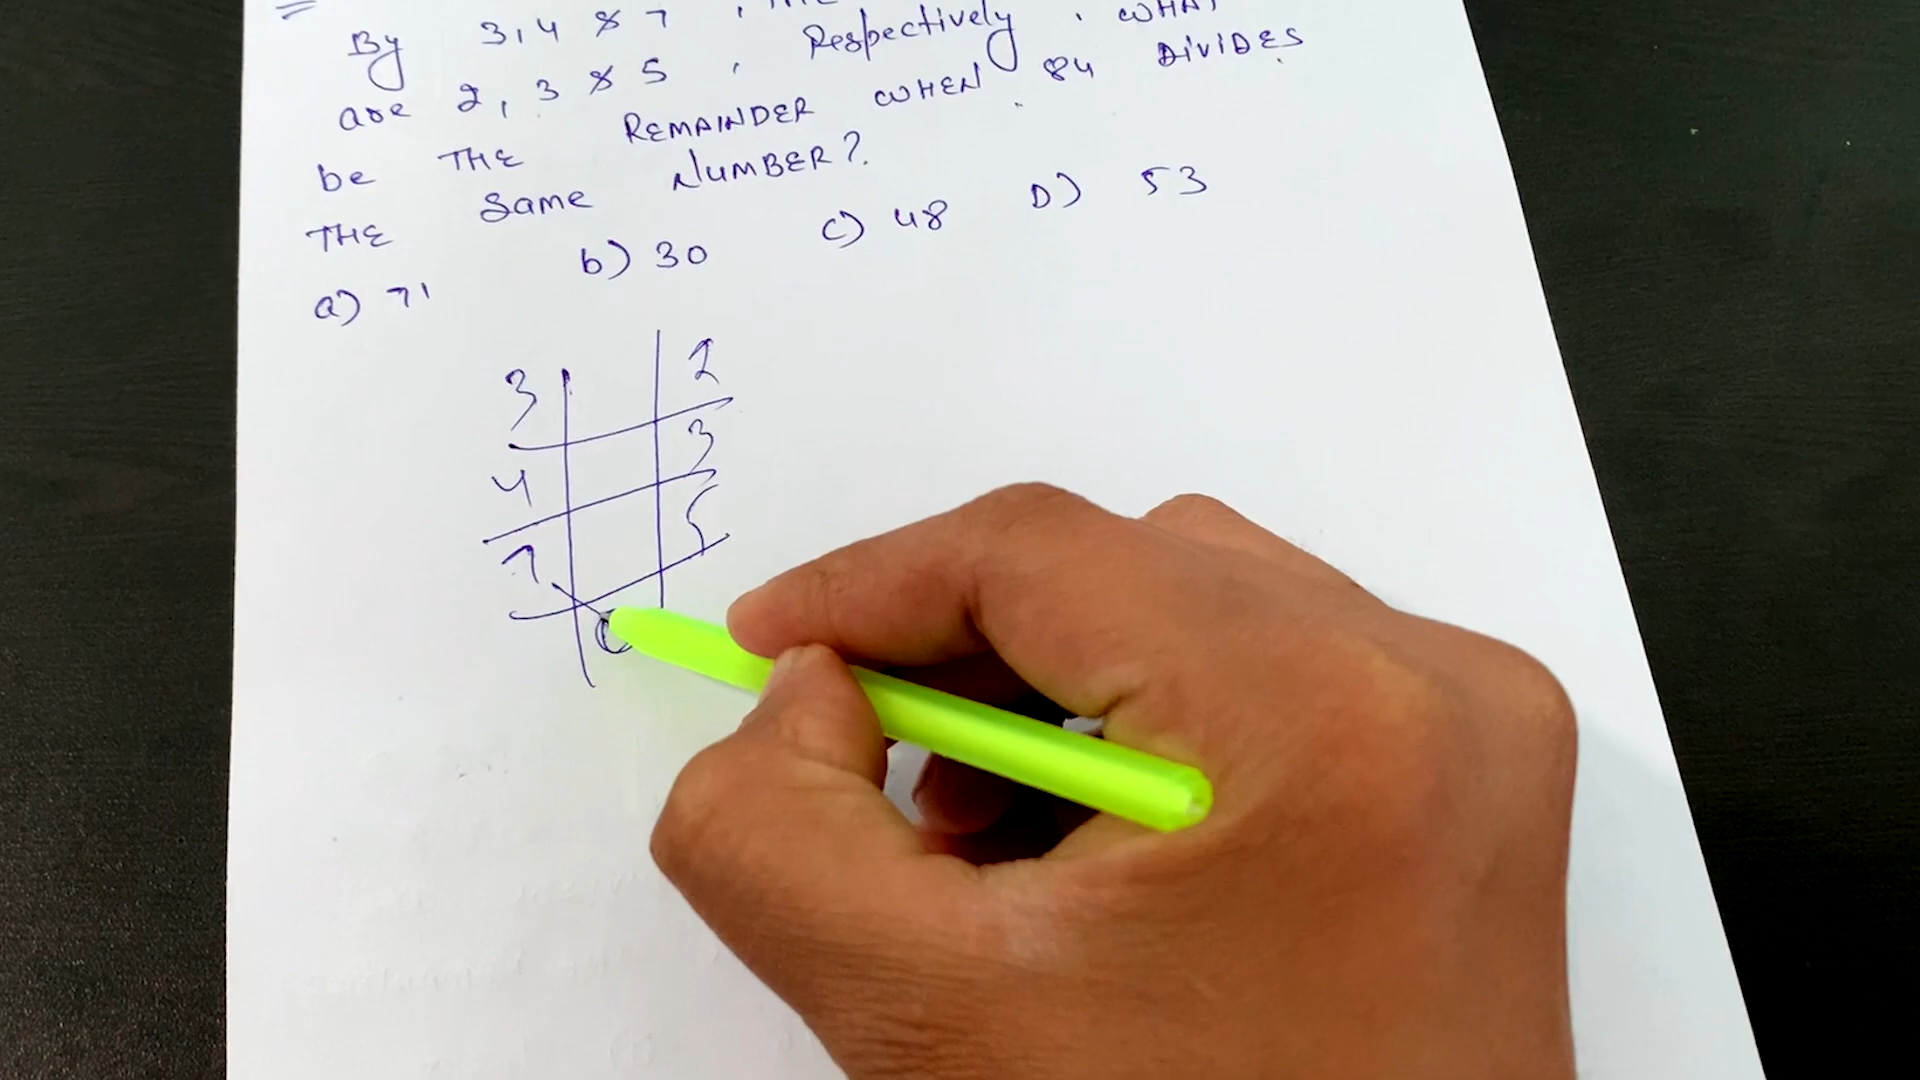 By 3,4 & 7 ,
are 2, 3 & 5 , Respectively . WHAT
be THE REMAINDER WHEN 84 DIVIDES
THE Same NUMBER?
a) 71 b) 30 c) 48 D) 53
3 2
4 3
7 5